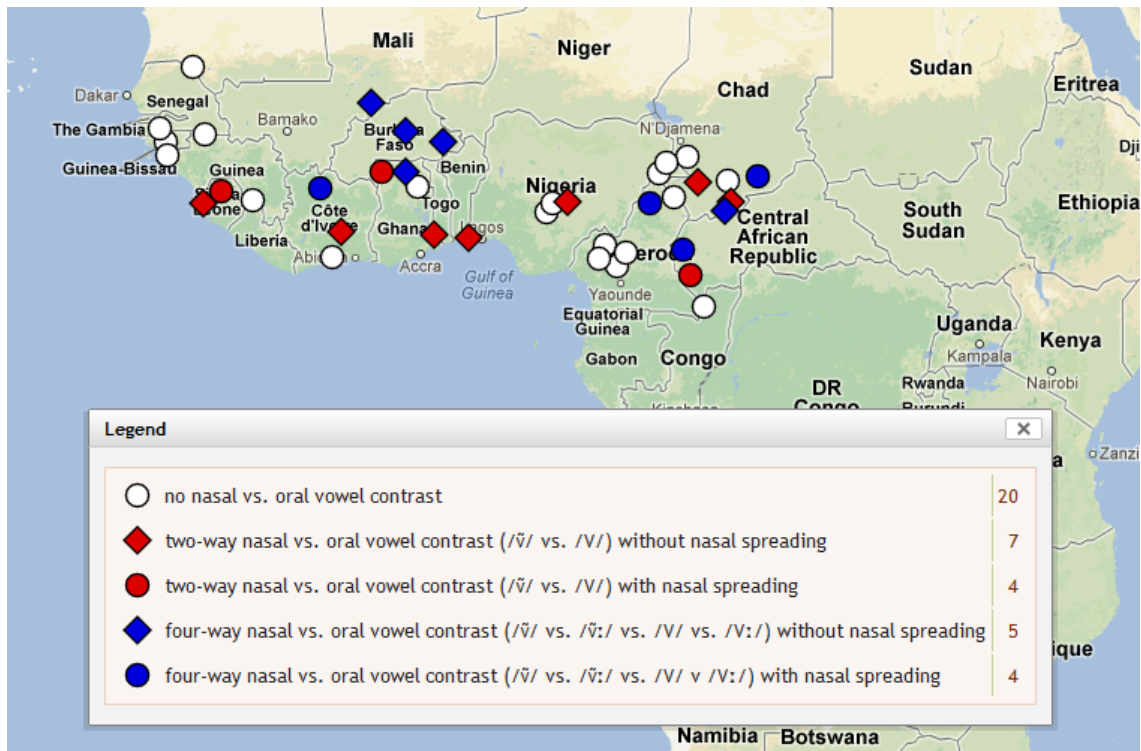 Mali
Niger
Chad
Sudan
Eritrea
Dakar
Senegal
The Gambia
Bamako
Burkina
Faso
N'Djamena
Guinea-Bissau
Guinea
Benin
Nigeria
Togo
Liberia
Côte
Ghana
Accra
Gulf of
Guinea
Central
African
Republic
South
Sudan
Ethiopia
Yaounde
Equatorial
Guinea
Gabon
Congo
Uganda
Kampala
Kenya
Nairobi
Rwanda
DR
Congo
Legend
no nasal vs. oral vowel contrast 20
two-way nasal vs. oral vowel contrast (/ṽ/ vs. /V/) without nasal spreading 7
two-way nasal vs. oral vowel contrast (/ṽ/ vs. /V/) with nasal spreading 4
four-way nasal vs. oral vowel contrast (/ṽ/ vs. /ṽː/ vs. /V/ vs. /Vː/) without nasal spreading 5
four-way nasal vs. oral vowel contrast (/ṽ/ vs. /ṽː/ vs. /V/ v /Vː/) with nasal spreading 4
Namibia
Botswana